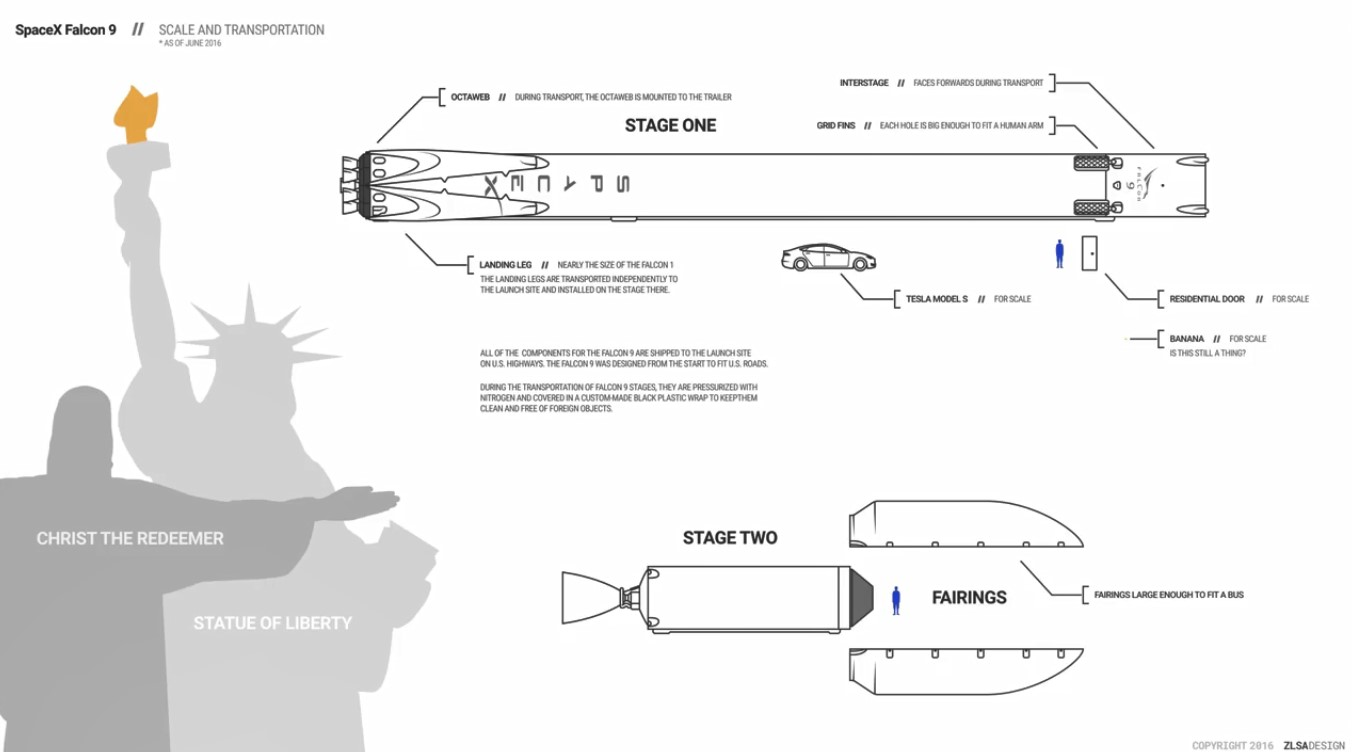 SpaceX Falcon 9 // SCALE AND TRANSPORTATION
* AS OF JUNE 2016
INTERSTAGE // FACES FORWARDS DURING TRANSPORT
OCTAWEB // DURING TRANSPORT, THE OCTAWEB IS MOUNTED TO THE TRAILER
STAGE ONE
GRID FINS // EACH HOLE IS BIG ENOUGH TO FIT A HUMAN ARM
SPACEX
FALCON 9
LANDING LEG // NEARLY THE SIZE OF THE FALCON 1
THE LANDING LEGS ARE TRANSPORTED INDEPENDENTLY TO
THE LAUNCH SITE AND INSTALLED ON THE STAGE THERE.
TESLA MODEL S // FOR SCALE
RESIDENTIAL DOOR // FOR SCALE
BANANA // FOR SCALE
IS THIS STILL A THING?
ALL OF THE COMPONENTS FOR THE FALCON 9 ARE SHIPPED TO THE LAUNCH SITE
ON U.S. HIGHWAYS. THE FALCON 9 WAS DESIGNED FROM THE START TO FIT U.S. ROADS.
DURING THE TRANSPORTATION OF FALCON 9 STAGES, THEY ARE PRESSURIZED WITH
NITROGEN AND COVERED IN A CUSTOM-MADE BLACK PLASTIC WRAP TO KEEPTHEM
CLEAN AND FREE OF FOREIGN OBJECTS.
CHRIST THE REDEEMER
STATUE OF LIBERTY
STAGE TWO
FAIRINGS
FAIRINGS LARGE ENOUGH TO FIT A BUS
COPYRIGHT 2016 ZLSADESIGN